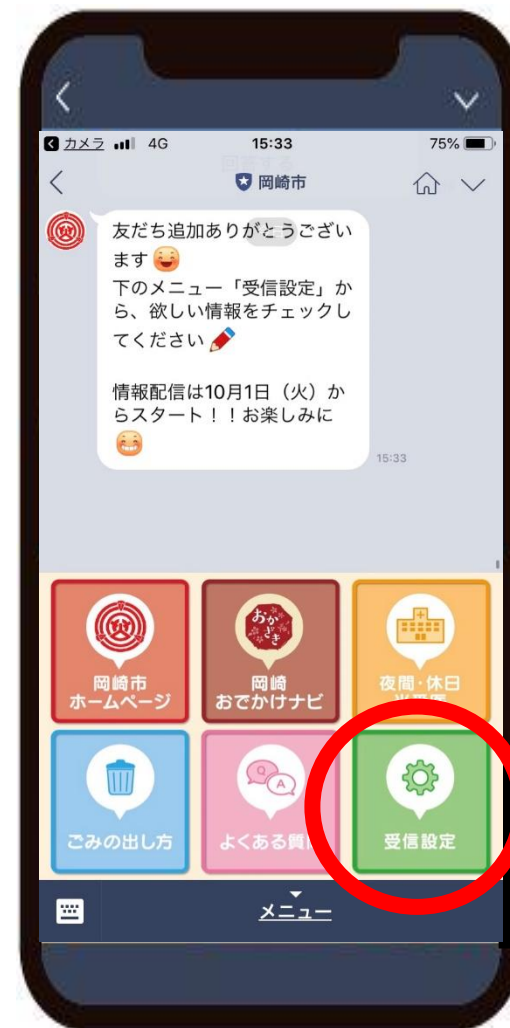 カメラ 4G 15:33 75%
岡崎市
友だち追加ありがとうござい
ます
下のメニュー「受信設定」か
ら、欲しい情報をチェックし
てください
情報配信は10月1日（火）か
らスタート！！お楽しみに
15:33
岡崎市
ホームページ
おかざき
岡崎
おでかけナビ
夜間・休日
ごみの出し方
Q
A
よくある質
受信設定
メニュー